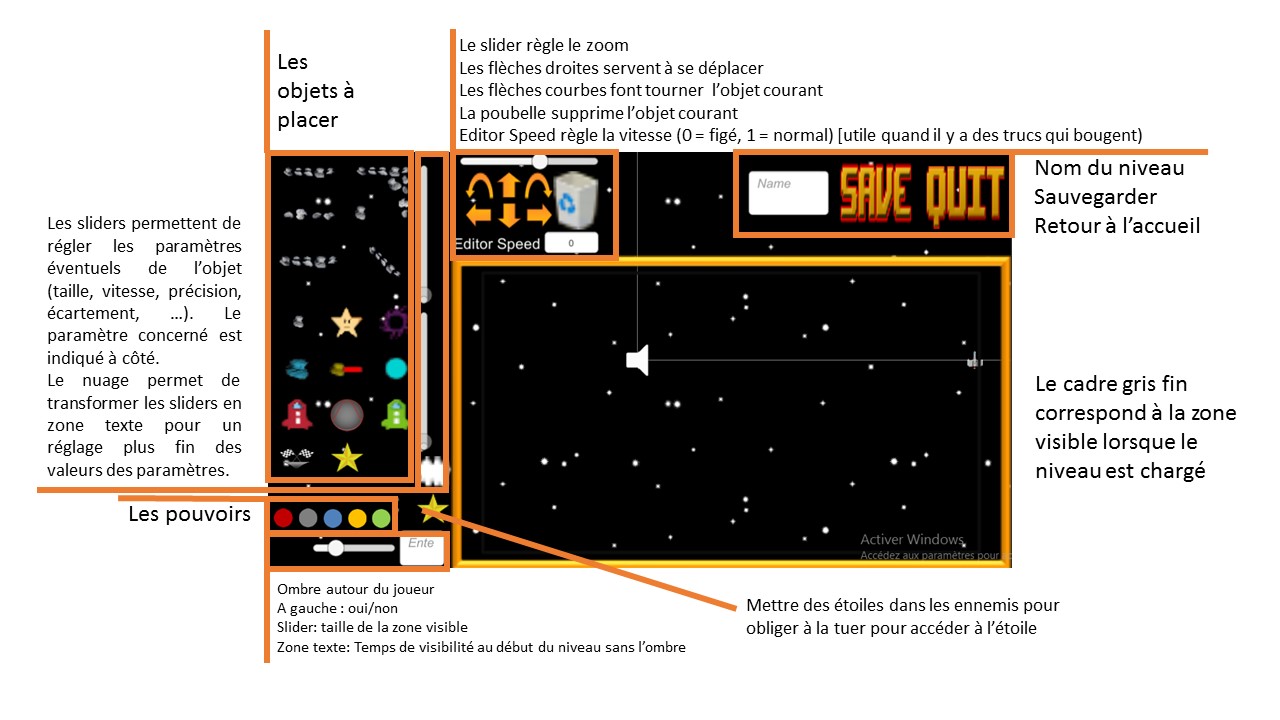 Les
objets à
placer
Le slider règle le zoom
Les flèches droites servent à se déplacer
Les flèches courbes font tourner l'objet courant
La poubelle supprime l'objet courant
Editor Speed règle la vitesse (0 = figé, 1 = normal) [utile quand il y a des trucs qui bougent)
Editor Speed 0
Name
SAVE QUIT
Nom du niveau
Sauvegarder
Retour à l'accueil
Les sliders permettent de
régler les paramètres
éventuels de l'objet
(taille, vitesse, précision,
écartement, …). Le
paramètre concerné est
indiqué à côté.
Le nuage permet de
transformer les sliders en
zone texte pour un
réglage plus fin des
valeurs des paramètres.
Le cadre gris fin
correspond à la zone
visible lorsque le
niveau est chargé
Les pouvoirs
Ente
Activer Windows
Accédez aux paramètres pour
Ombre autour du joueur
A gauche : oui/non
Slider: taille de la zone visible
Zone texte: Temps de visibilité au début du niveau sans l'ombre
Mettre des étoiles dans les ennemis pour
obliger à la tuer pour accéder à l'étoile